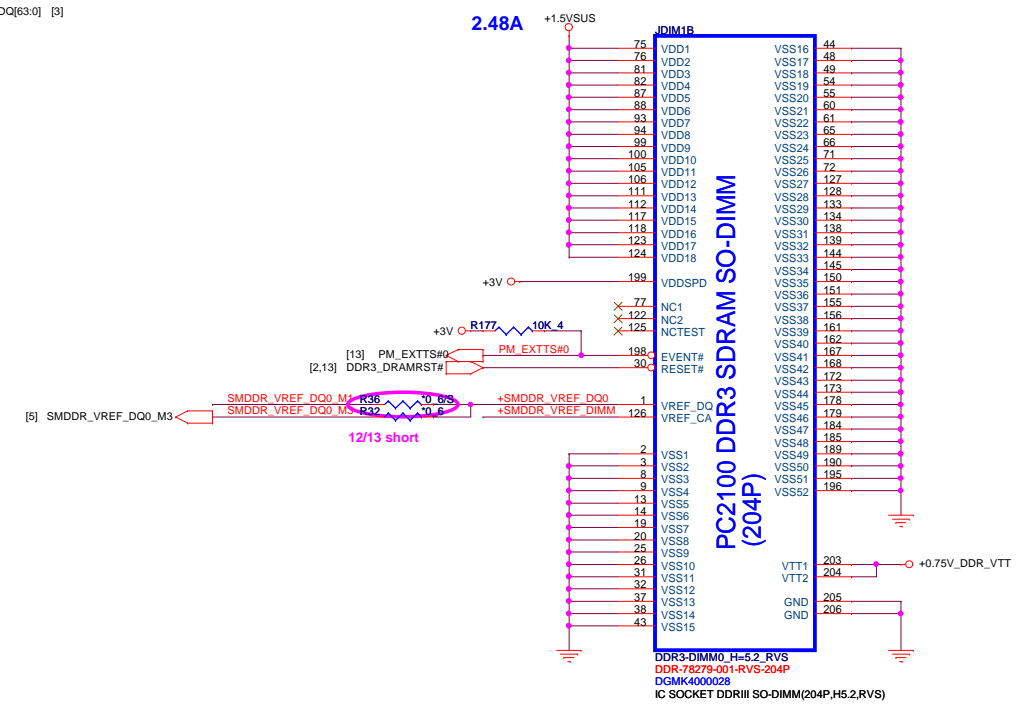 DQ[63:0] [3]
2.48A
+1.5VSUS
JDIM1B
75 VDD1 VSS16 44
76 VDD2 VSS17 48
81 VDD3 VSS18 49
82 VDD4 VSS19 54
87 VDD5 VSS20 55
88 VDD6 VSS21 60
93 VDD7 VSS22 61
94 VDD8 VSS23 65
99 VDD9 VSS24 66
100 VDD10 VSS25 71
105 VDD11 VSS26 72
106 VDD12 VSS27 127
111 VDD13 VSS28 128
112 VDD14 VSS29 133
117 VDD15 VSS30 134
118 VDD16 VSS31 138
123 VDD17 VSS32 139
124 VDD18 VSS33 144
VSS34 145
+3V 199 VDDSPD VSS35 150
VSS36 151
77 NC1 VSS37 155
122 NC2 VSS38 156
+3V R177 10K_4 125 NCTEST VSS39 161
VSS40 162
[13] PM_EXTTS#0 PM_EXTTS#0 198 EVENT# VSS41 167
[2,13] DDR3_DRAMRST# 30 RESET# VSS42 168
VSS43 172
VSS44 173
SMDDR_VREF_DQ0_M1 R36 *0_6/S +SMDDR_VREF_DQ0 1 VREF_DQ VSS45 178
[5] SMDDR_VREF_DQ0_M3 SMDDR_VREF_DQ0_M3 R32 *0_6 +SMDDR_VREF_DIMM 126 VREF_CA VSS46 179
VSS47 184
12/13 short
VSS48 185
2 VSS1 VSS49 189
3 VSS2 VSS50 190
8 VSS3 VSS51 195
9 VSS4 VSS52 196
13 VSS5
14 VSS6
19 VSS7
20 VSS8
25 VSS9
26 VSS10 VTT1 203 +0.75V_DDR_VTT
31 VSS11 VTT2 204
32 VSS12
37 VSS13 GND 205
38 VSS14 GND 206
43 VSS15
PC2100 DDR3 SDRAM SO-DIMM
(204P)
DDR3-DIMM0_H=5.2_RVS
DDR-78279-001-RVS-204P
DGMK4000028
IC SOCKET DDRIII SO-DIMM(204P,H5.2,RVS)